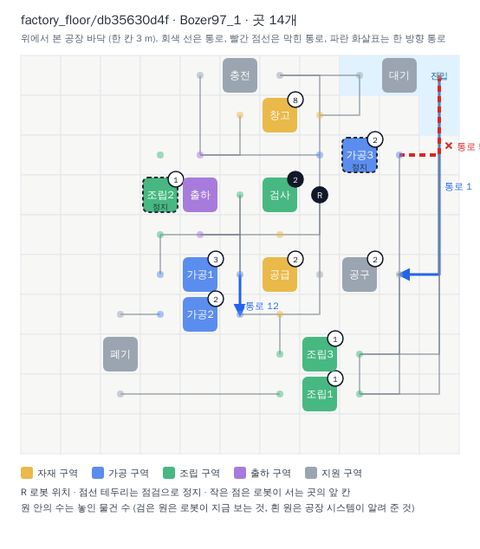 factory_floor/db35630d4f · Bozer97_1 · 곳 14개
위에서 본 공장 바닥 (한 칸 3 m). 회색 선은 통로, 빨간 점선은 막힌 통로, 파란 화살표는 한 방향 통로
충전
대기
8
창고
✖ 통로
2
가공3
정지
1
2
통로 1
조립2
정지
출하
검사
R
3
2
2
가공1
공급
공구
2
통로 12
가공2
1
폐기
조립3
1
조립1
자재 구역
가공 구역
조립 구역
출하 구역
지원 구역
R 로봇 위치 · 점선 테두리는 점검으로 정지 · 작은 점은 로봇이 서는 곳의 앞 칸
원 안의 수는 놓인 물건 수 (검은 원은 로봇이 지금 보는 것, 흰 원은 공장 시스템이 알려 준 것)